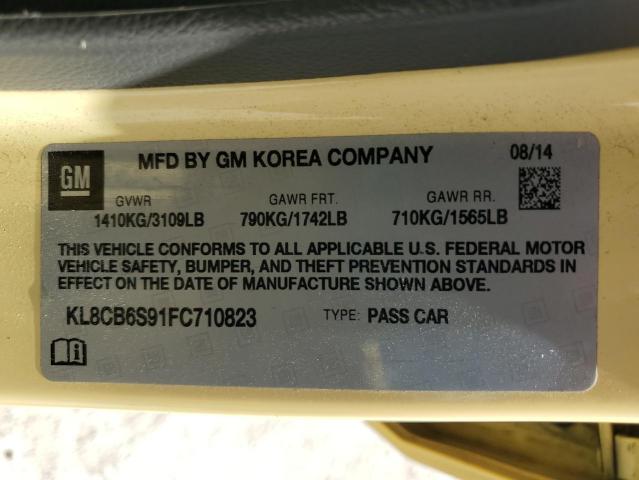 GM
MFD BY GM KOREA COMPANY
08/14
GVWR
GAWR FRT.
GAWR RR.
1410KG/3109LB
790KG/1742LB
710KG/1565LB
THIS VEHICLE CONFORMS TO ALL APPLICABLE U.S. FEDERAL MOTOR
VEHICLE SAFETY, BUMPER, AND THEFT PREVENTION STANDARDS IN
EFFECT ON THE DATE OF MANUFACTURE SHOWN ABOVE.
KL8CB6S91FC710823
TYPE: PASS CAR